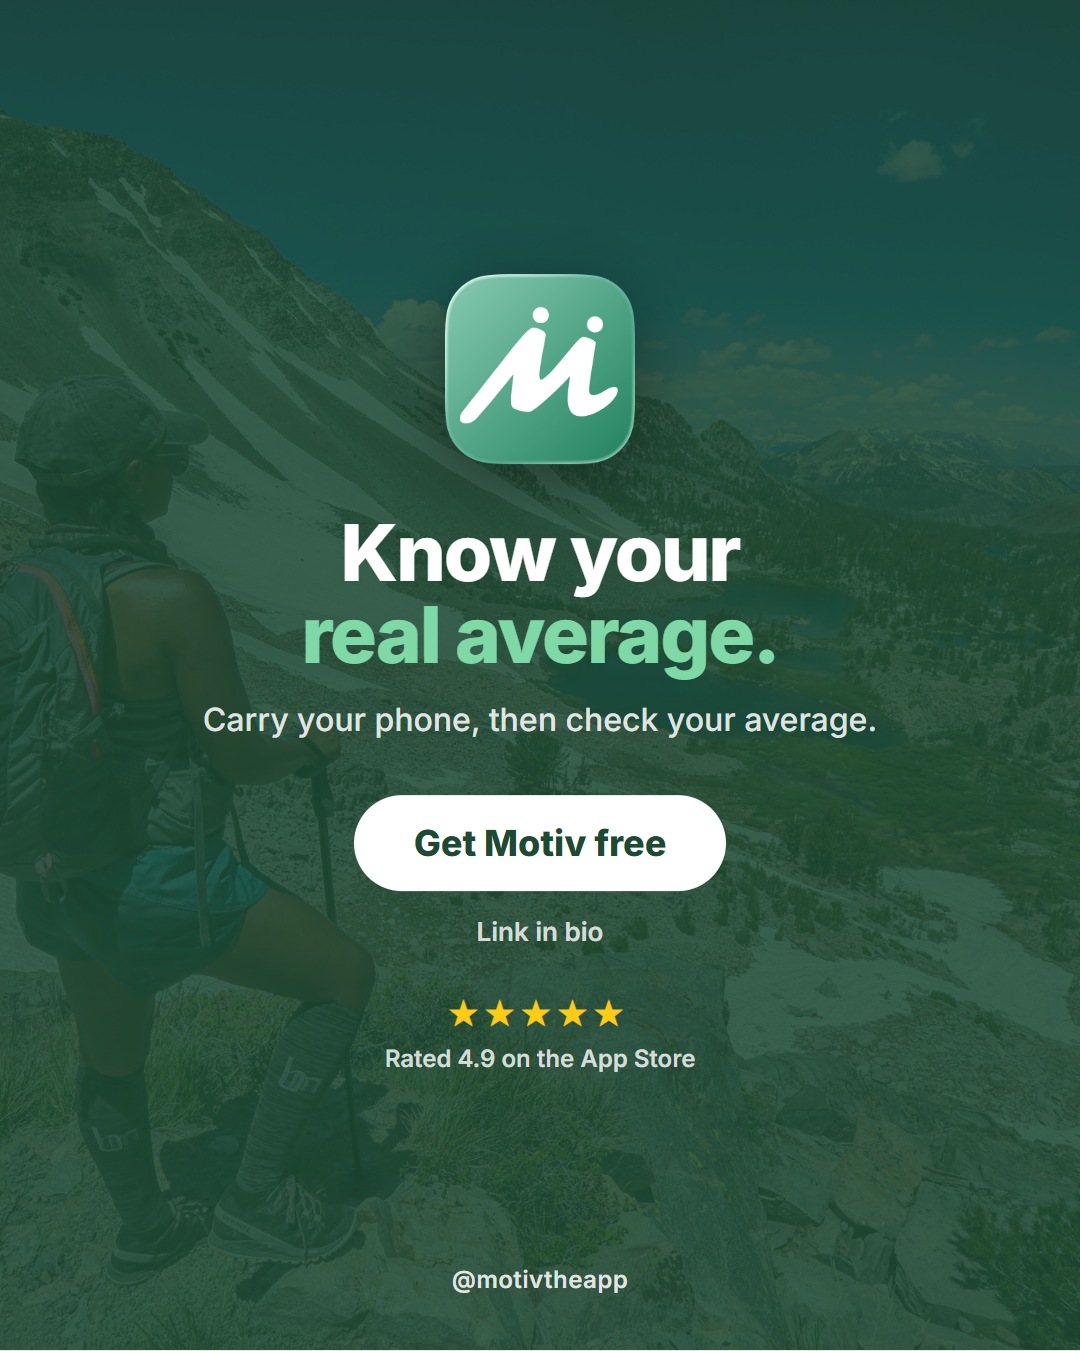 Know your
real average.
Carry your phone, then check your average.
Get Motiv free
Link in bio
★★★★★
Rated 4.9 on the App Store
@motivtheapp